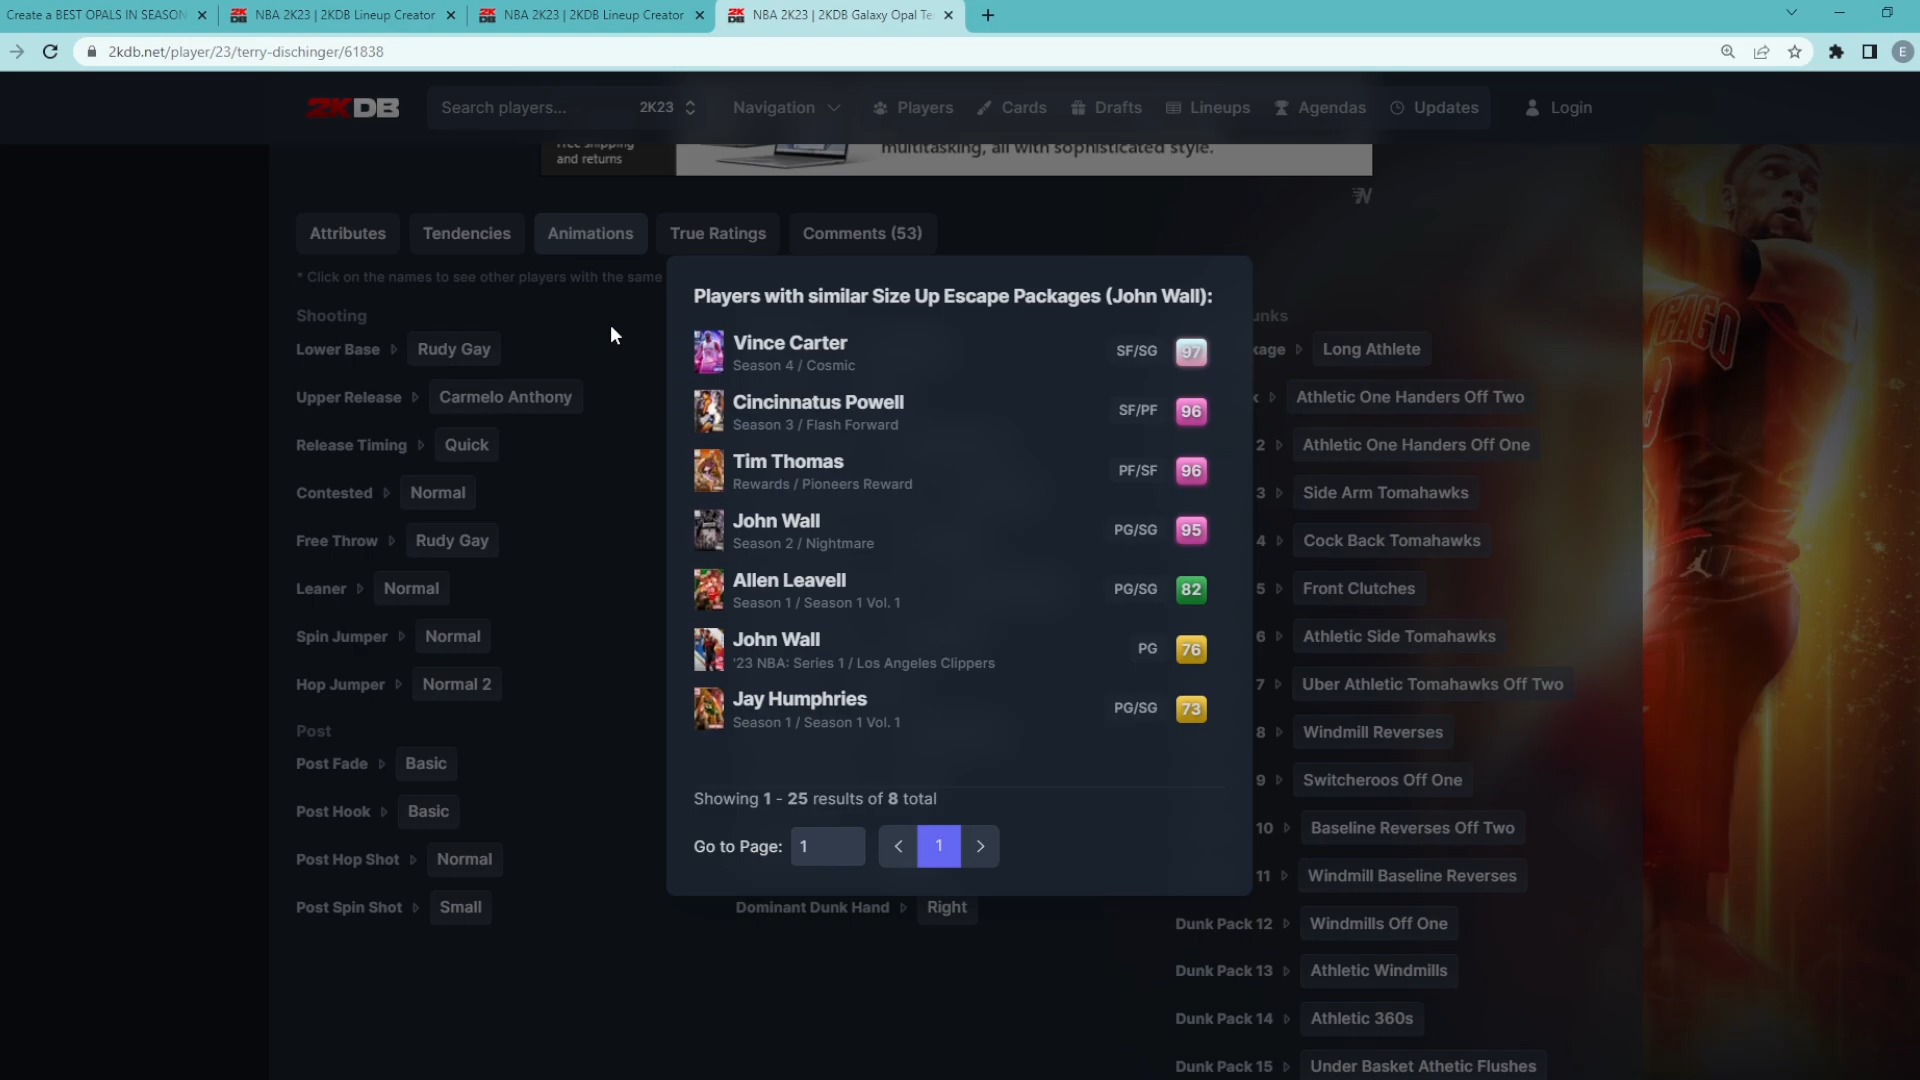 Create a BEST OPALS IN SEASON
NBA 2K23 | 2KDB Lineup Creator
NBA 2K23 | 2KDB Lineup Creator
NBA 2K23 | 2KDB Galaxy Opal Te
2kdb.net/player/23/terry-dischinger/61838
E
2KDB
Search players...
2K23
Navigation
Players
Cards
Drafts
Lineups
Agendas
Updates
Login
Free shipping
and returns
multitasking, all with sophisticated style.
Attributes
Tendencies
Animations
True Ratings
Comments (53)
* Click on the names to see other players with the same
Shooting
Lower Base Rudy Gay
Upper Release Carmelo Anthony
Release Timing Quick
Contested Normal
Free Throw Rudy Gay
Leaner Normal
Spin Jumper Normal
Hop Jumper Normal 2
Post
Post Fade Basic
Post Hook Basic
Post Hop Shot Normal
Post Spin Shot Small
Players with similar Size Up Escape Packages (John Wall):
Vince Carter SF/SG 97
Season 4 / Cosmic
Cincinnatus Powell SF/PF 96
Season 3 / Flash Forward
Tim Thomas PF/SF 96
Rewards / Pioneers Reward
John Wall PG/SG 95
Season 2 / Nightmare
Allen Leavell PG/SG 82
Season 1 / Season 1 Vol. 1
John Wall PG 76
'23 NBA: Series 1 / Los Angeles Clippers
Jay Humphries PG/SG 73
Season 1 / Season 1 Vol. 1
Showing 1 - 25 results of 8 total
Go to Page: 1
1
Dominant Dunk Hand Right
unks
kage Long Athlete
k Athletic One Handers Off Two
2 Athletic One Handers Off One
3 Side Arm Tomahawks
4 Cock Back Tomahawks
5 Front Clutches
6 Athletic Side Tomahawks
7 Uber Athletic Tomahawks Off Two
8 Windmill Reverses
9 Switcheroos Off One
10 Baseline Reverses Off Two
11 Windmill Baseline Reverses
Dunk Pack 12 Windmills Off One
Dunk Pack 13 Athletic Windmills
Dunk Pack 14 Athletic 360s
Dunk Pack 15 Under Basket Athetic Flushes